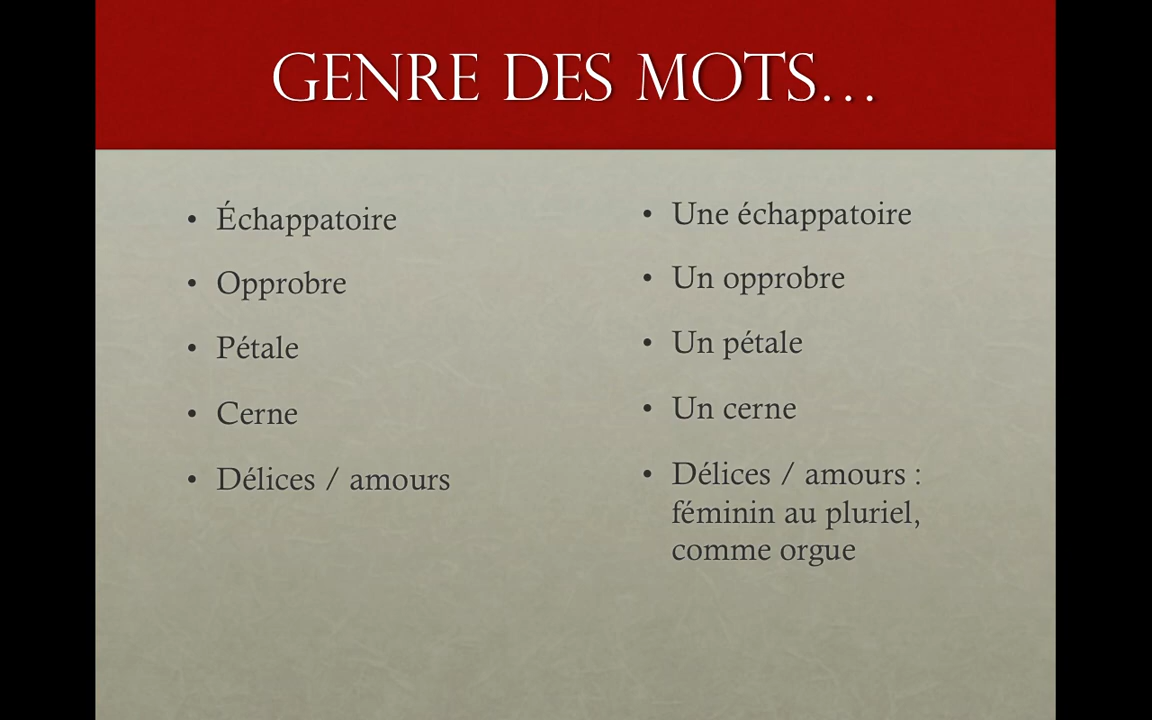 GENRE DES MOTS…
• Échappatoire
• Opprobre
• Pétale
• Cerne
• Délices / amours
• Une échappatoire
• Un opprobre
• Un pétale
• Un cerne
• Délices / amours :
féminin au pluriel,
comme orgue